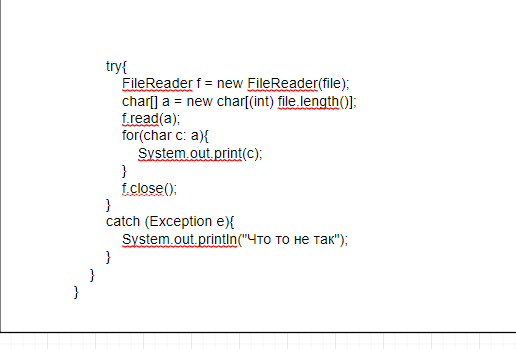 try{
FileReader f = new FileReader(file);
char[] a = new char[(int) file.length()];
f.read(a);
for(char c: a){
System.out.print(c);
}
f.close();
}
catch (Exception e){
System.out.println("Что то не так");
}
}
}